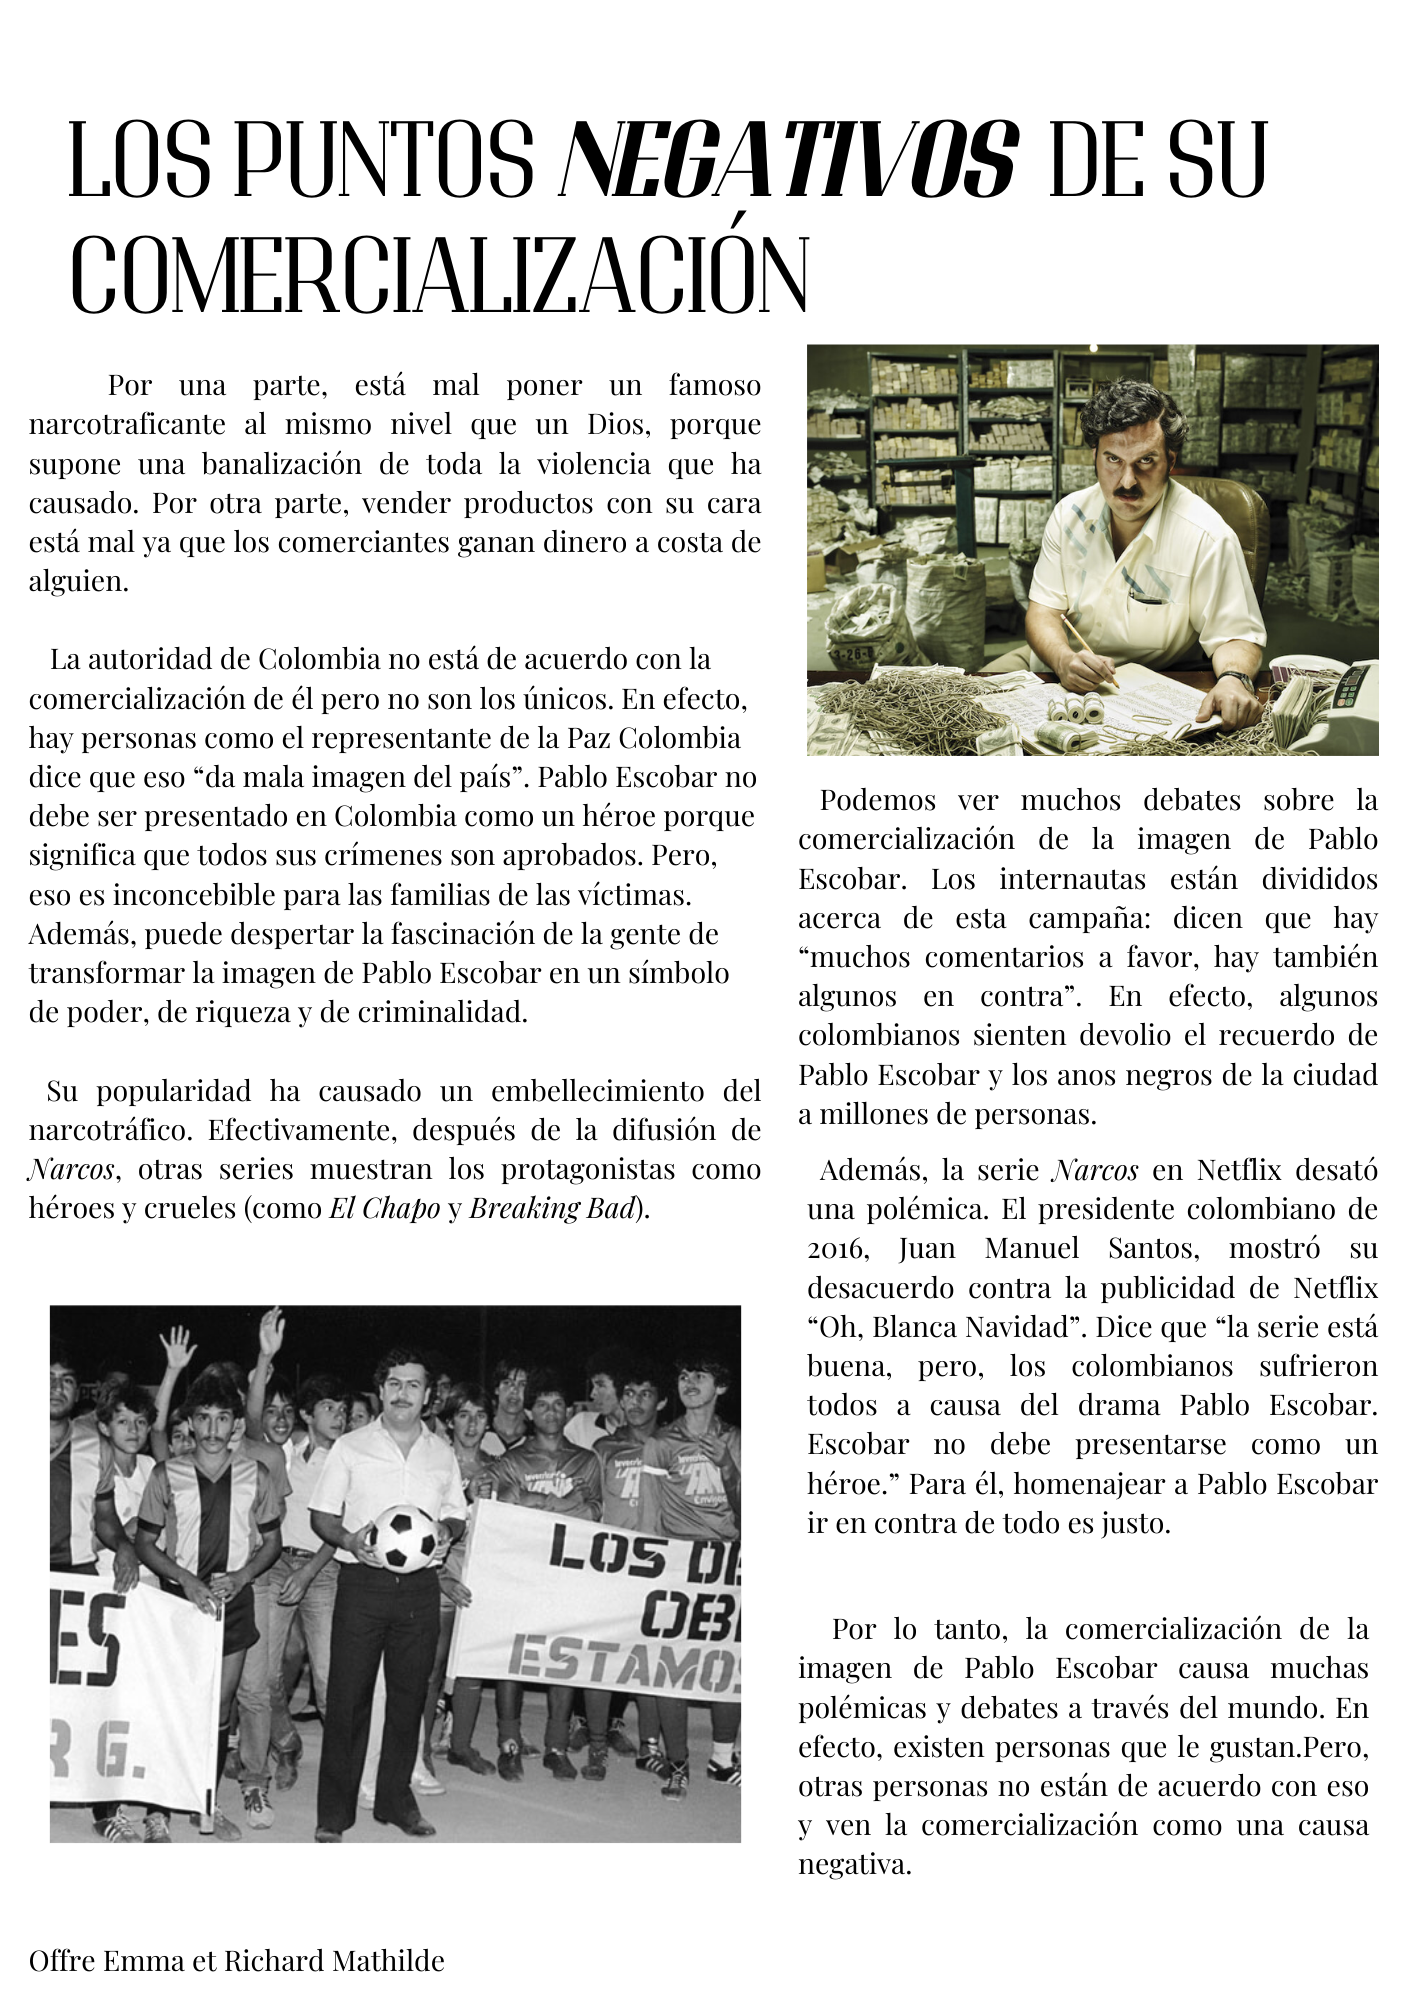 LOS PUNTOS NEGATIVOS DE SU
COMERCIALIZACIÓN
Por una parte, está mal poner un famoso
narcotraficante al mismo nivel que un Dios, porque
supone una banalización de toda la violencia que ha
causado. Por otra parte, vender productos con su cara
está mal ya que los comerciantes ganan dinero a costa de
alguien.
La autoridad de Colombia no está de acuerdo con la
comercialización de él pero no son los únicos. En efecto,
hay personas como el representante de la Paz Colombia
dice que eso “da mala imagen del país”. Pablo Escobar no
debe ser presentado en Colombia como un héroe porque
significa que todos sus crímenes son aprobados. Pero,
eso es inconcebible para las familias de las víctimas.
Además, puede despertar la fascinación de la gente de
transformar la imagen de Pablo Escobar en un símbolo
de poder, de riqueza y de criminalidad.
Su popularidad ha causado un embellecimiento del
narcotráfico. Efectivamente, después de la difusión de
Narcos, otras series muestran los protagonistas como
héroes y crueles (como El Chapo y Breaking Bad).
ES
R G.
LOS DE
OBR
ESTAMOS
3-26-8
Podemos ver muchos debates sobre la
comercialización de la imagen de Pablo
Escobar. Los internautas están divididos
acerca de esta campaña: dicen que hay
“muchos comentarios a favor, hay también
algunos en contra”. En efecto, algunos
colombianos sienten devolio el recuerdo de
Pablo Escobar y los anos negros de la ciudad
a millones de personas.
Además, la serie Narcos en Netflix desató
una polémica. El presidente colombiano de
2016, Juan Manuel Santos, mostró su
desacuerdo contra la publicidad de Netflix
“Oh, Blanca Navidad”. Dice que “la serie está
buena, pero, los colombianos sufrieron
todos a causa del drama Pablo Escobar.
Escobar no debe presentarse como un
héroe.” Para él, homenajear a Pablo Escobar
ir en contra de todo es justo.
Por lo tanto, la comercialización de la
imagen de Pablo Escobar causa muchas
polémicas y debates a través del mundo. En
efecto, existen personas que le gustan.Pero,
otras personas no están de acuerdo con eso
y ven la comercialización como una causa
negativa.
Offre Emma et Richard Mathilde